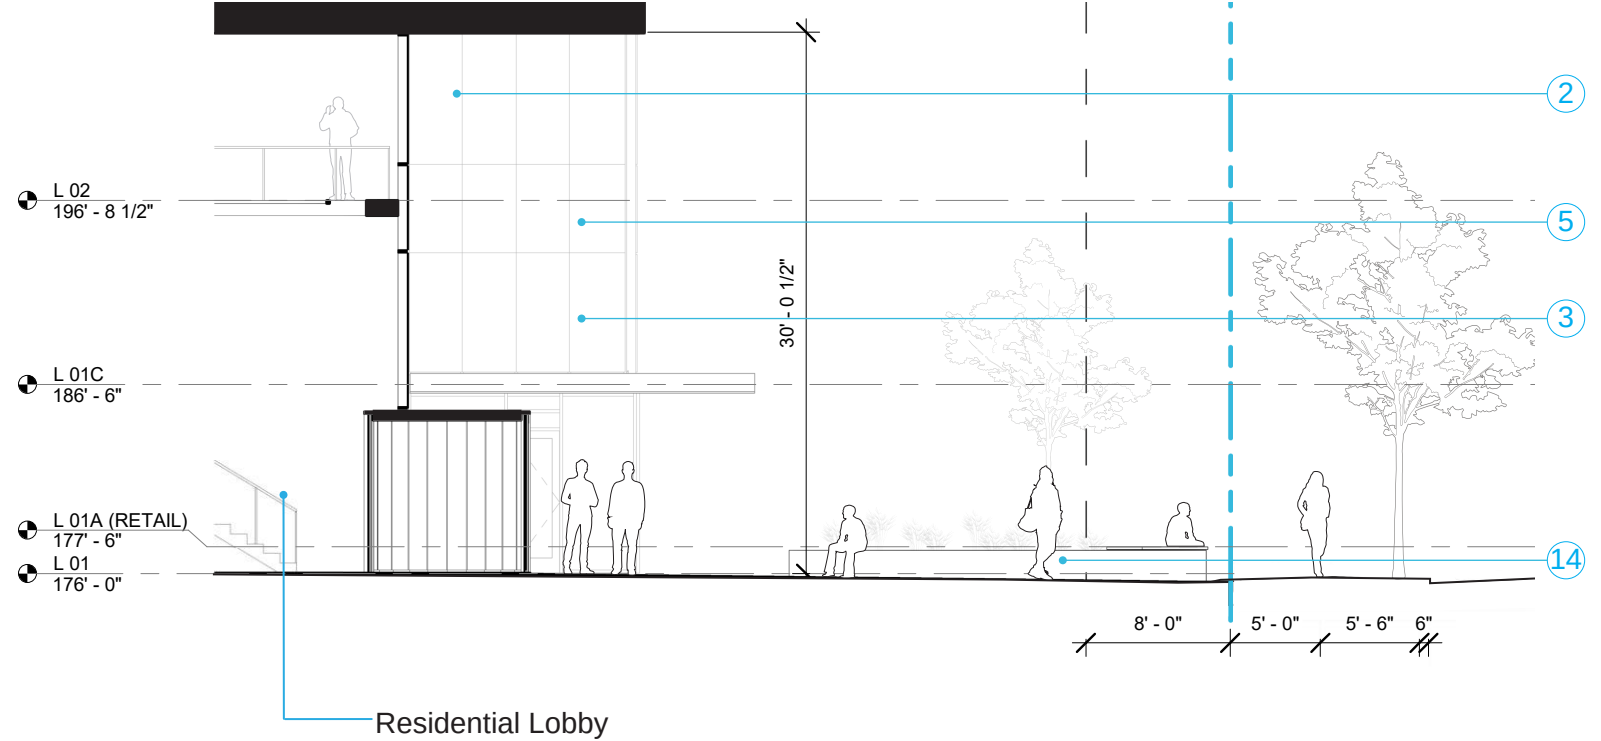 2
L 02
196' - 8 1/2"
5
30' - 0 1/2"
3
L 01C
186' - 6"
L 01A (RETAIL)
177' - 6"
14
L 01
176' - 0"
8' - 0" 5' - 0" 5' - 6" 6"
Residential Lobby